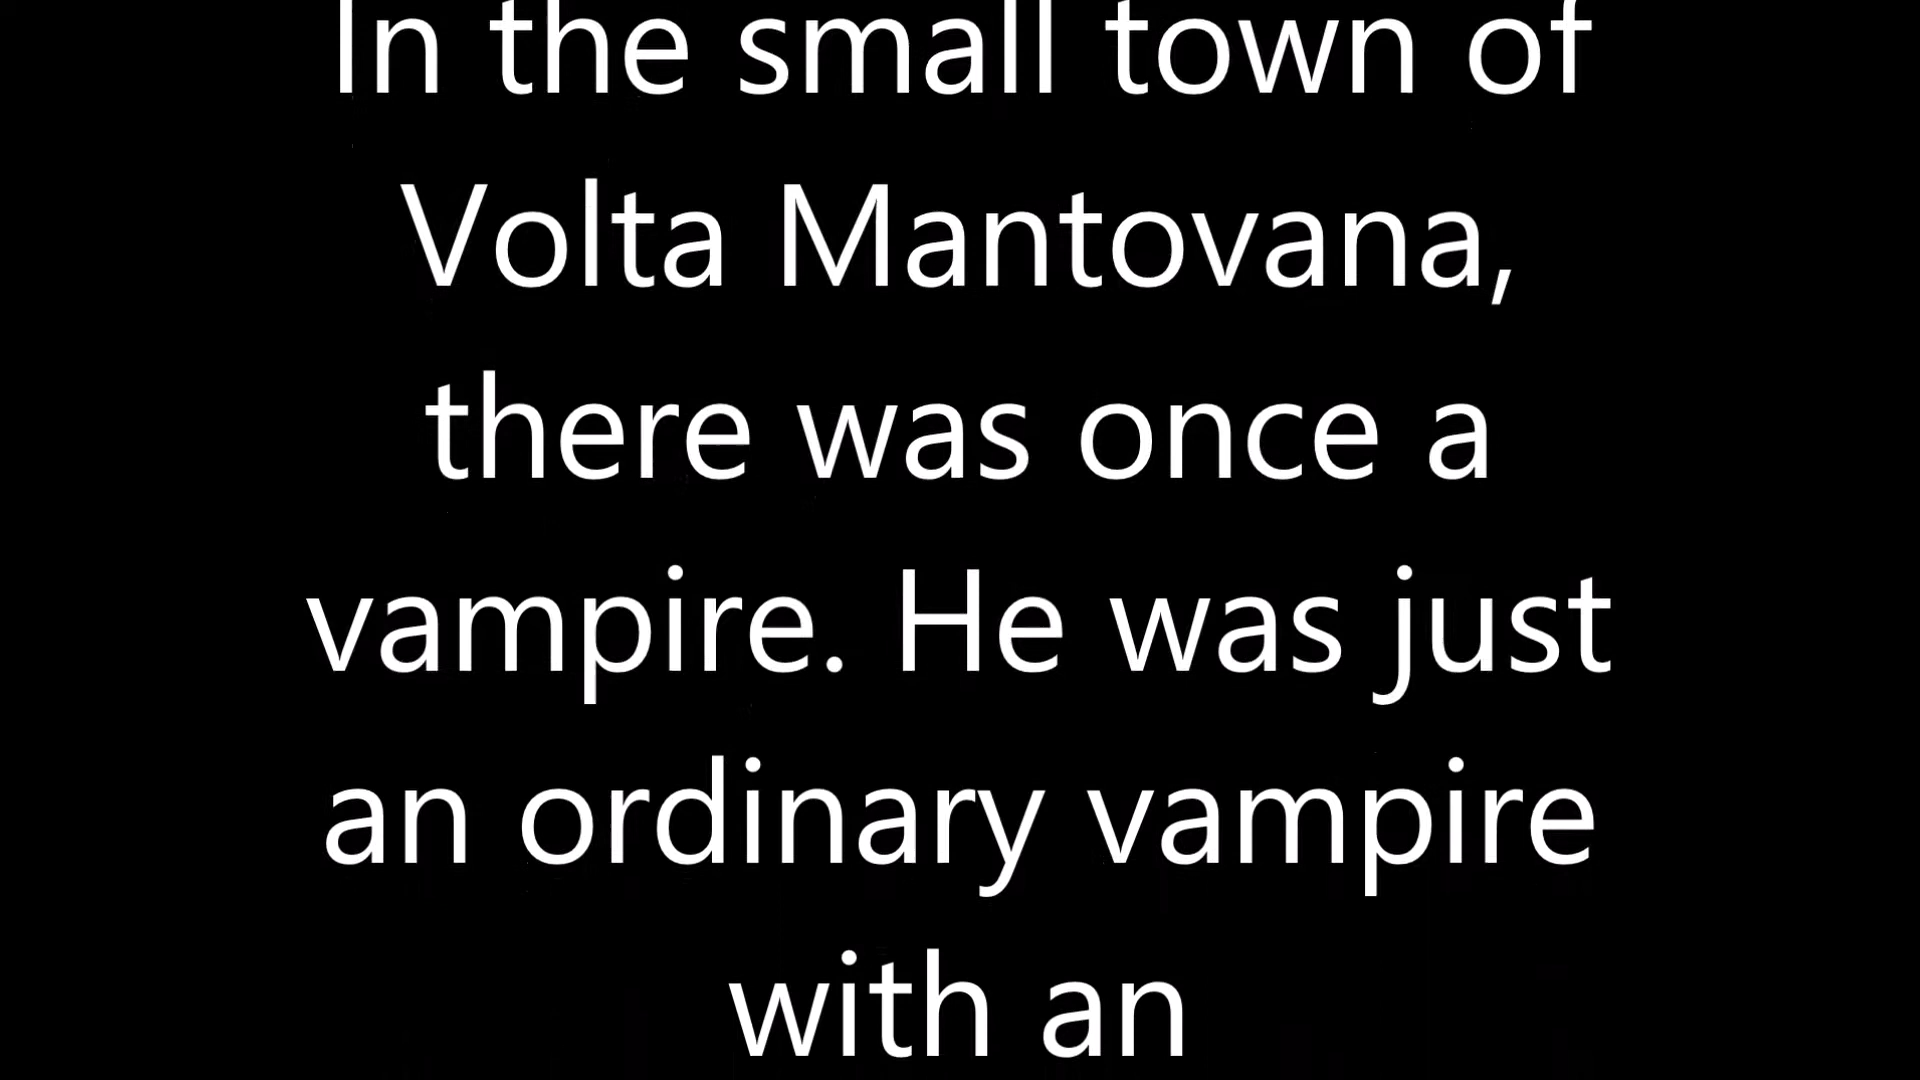 In the small town of
Volta Mantovana,
there was once a
vampire. He was just
an ordinary vampire
with an